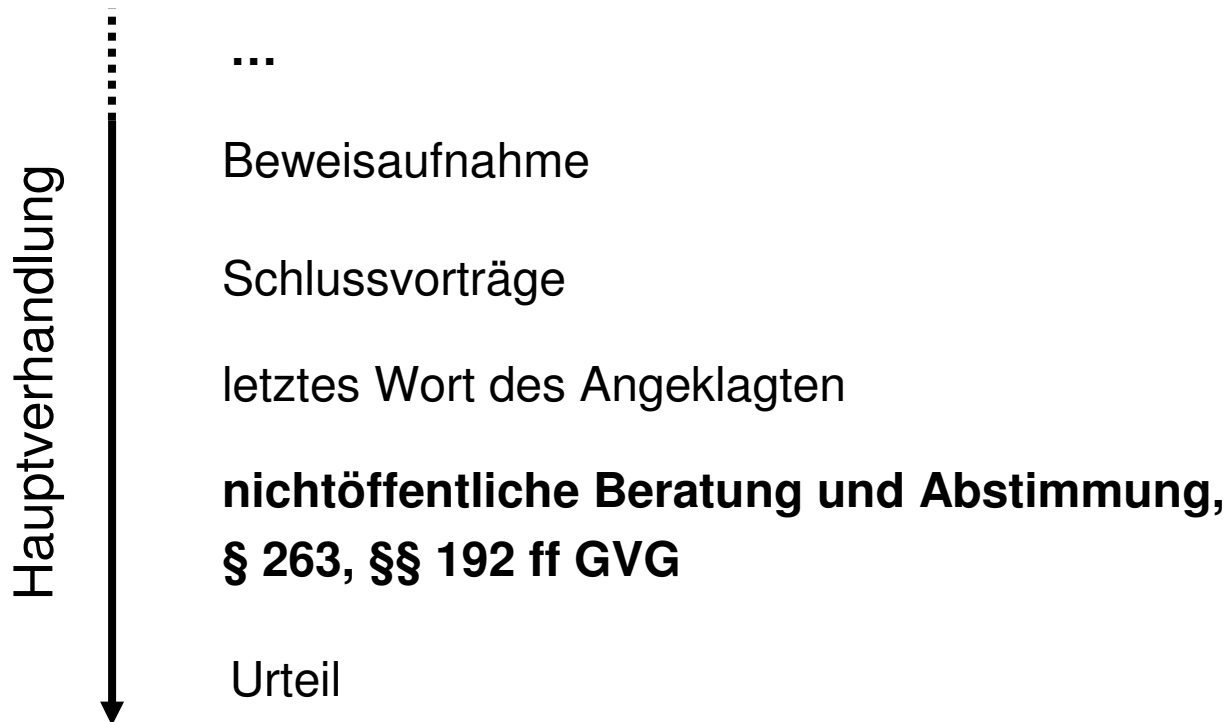 ...
Beweisaufnahme
Schlussvorträge
letztes Wort des Angeklagten
nichtöffentliche Beratung und Abstimmung,
§ 263, §§ 192 ff GVG
Urteil
Hauptverhandlung